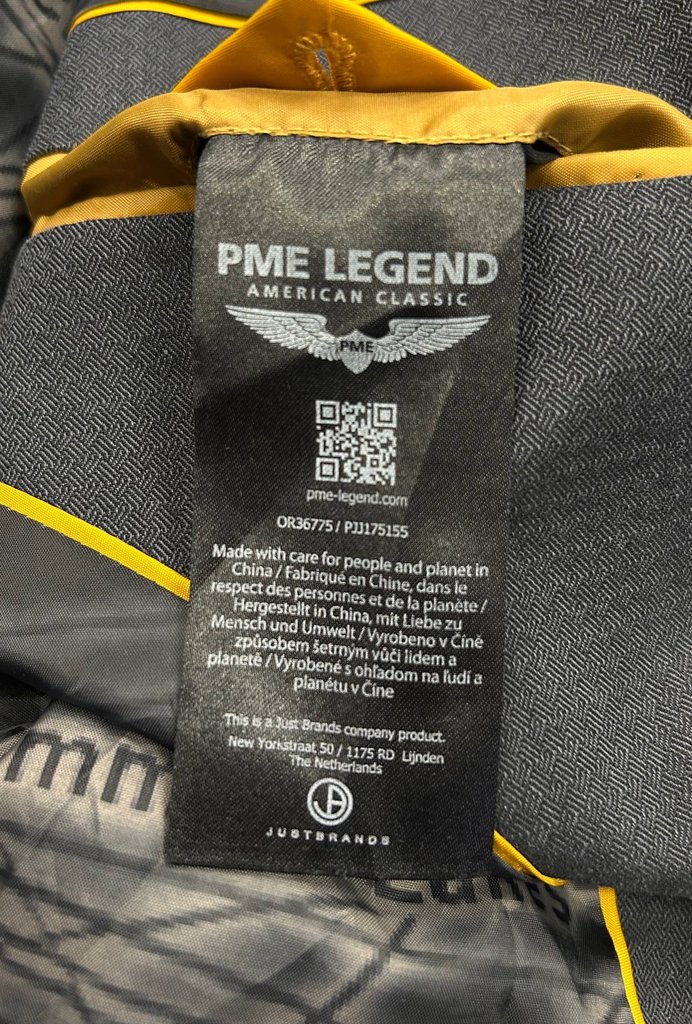 PME LEGEND
AMERICAN CLASSIC
PME
pme-legend.com
OR36775 / PJJ175155
Made with care for people and planet in
China / Fabriqué en Chine, dans le
respect des personnes et de la planète /
Hergestellt in China, mit Liebe zu
Mensch und Umwelt / Vyrobeno v Číně
způsobem šetrným vůči lidem a
planetě / Vyrobené s ohľadom na ľudí a
planétu v Číne
This is a Just Brands company product.
New Yorkstraat 50 / 1175 RD Lijnden
The Netherlands
JUSTBRANDS
mm